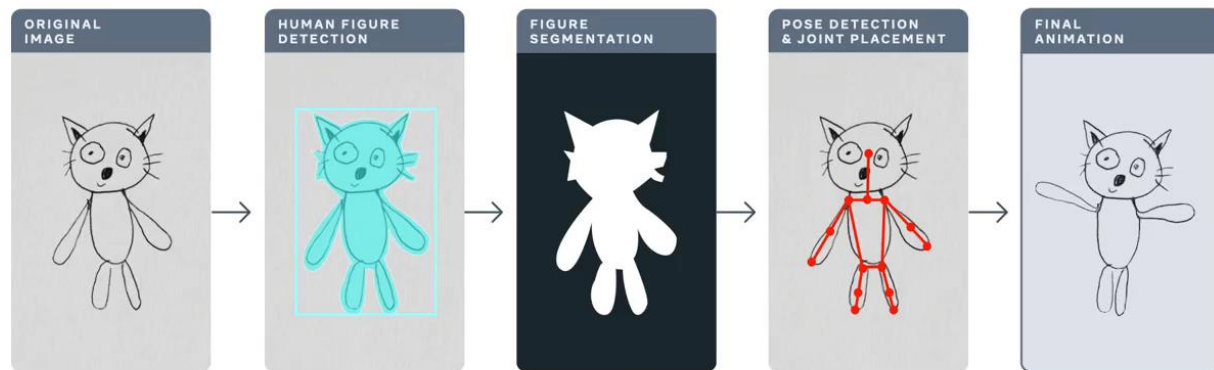 ORIGINAL
IMAGE
HUMAN FIGURE
DETECTION
FIGURE
SEGMENTATION
POSE DETECTION
& JOINT PLACEMENT
FINAL
ANIMATION